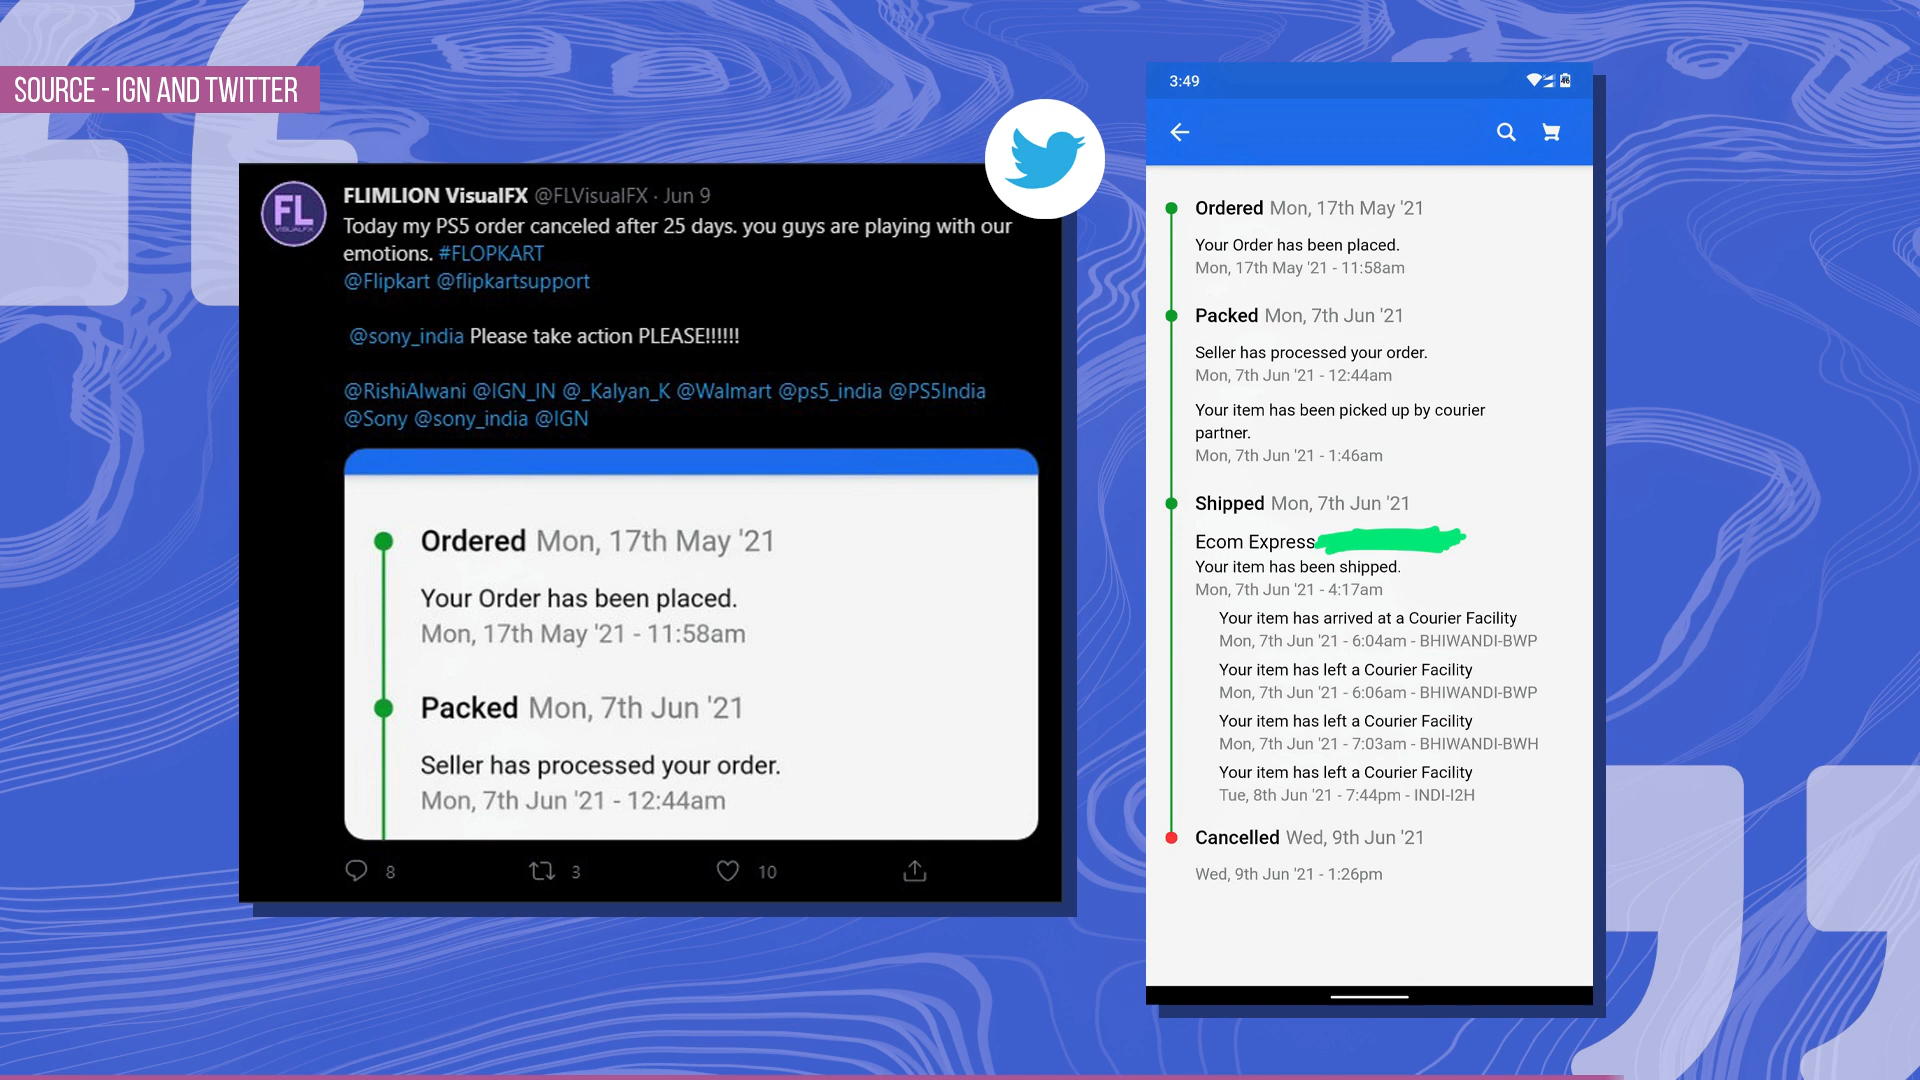 SOURCE - IGN AND TWITTER
FL
VISUALFX
FLIMLION VisualFX @FLVisualFX · Jun 9
Today my PS5 order canceled after 25 days. you guys are playing with our
emotions. #FLOPKART
@Flipkart @flipkartsupport
@sony_india Please take action PLEASE!!!!!!
@RishiAlwani @IGN_IN @_Kalyan_K @Walmart @ps5_india @PS5India
@Sony @sony_india @IGN
Ordered Mon, 17th May '21
Your Order has been placed.
Mon, 17th May '21 - 11:58am
Packed Mon, 7th Jun '21
Seller has processed your order.
Mon, 7th Jun '21 - 12:44am
8
3
10
3:49
46
Ordered Mon, 17th May '21
Your Order has been placed.
Mon, 17th May '21 - 11:58am
Packed Mon, 7th Jun '21
Seller has processed your order.
Mon, 7th Jun '21 - 12:44am
Your item has been picked up by courier
partner.
Mon, 7th Jun '21 - 1:46am
Shipped Mon, 7th Jun '21
Ecom Express
Your item has been shipped.
Mon, 7th Jun '21 - 4:17am
Your item has arrived at a Courier Facility
Mon, 7th Jun '21 - 6:04am - BHIWANDI-BWP
Your item has left a Courier Facility
Mon, 7th Jun '21 - 6:06am - BHIWANDI-BWP
Your item has left a Courier Facility
Mon, 7th Jun '21 - 7:03am - BHIWANDI-BWH
Your item has left a Courier Facility
Tue, 8th Jun '21 - 7:44pm - INDI-I2H
Cancelled Wed, 9th Jun '21
Wed, 9th Jun '21 - 1:26pm